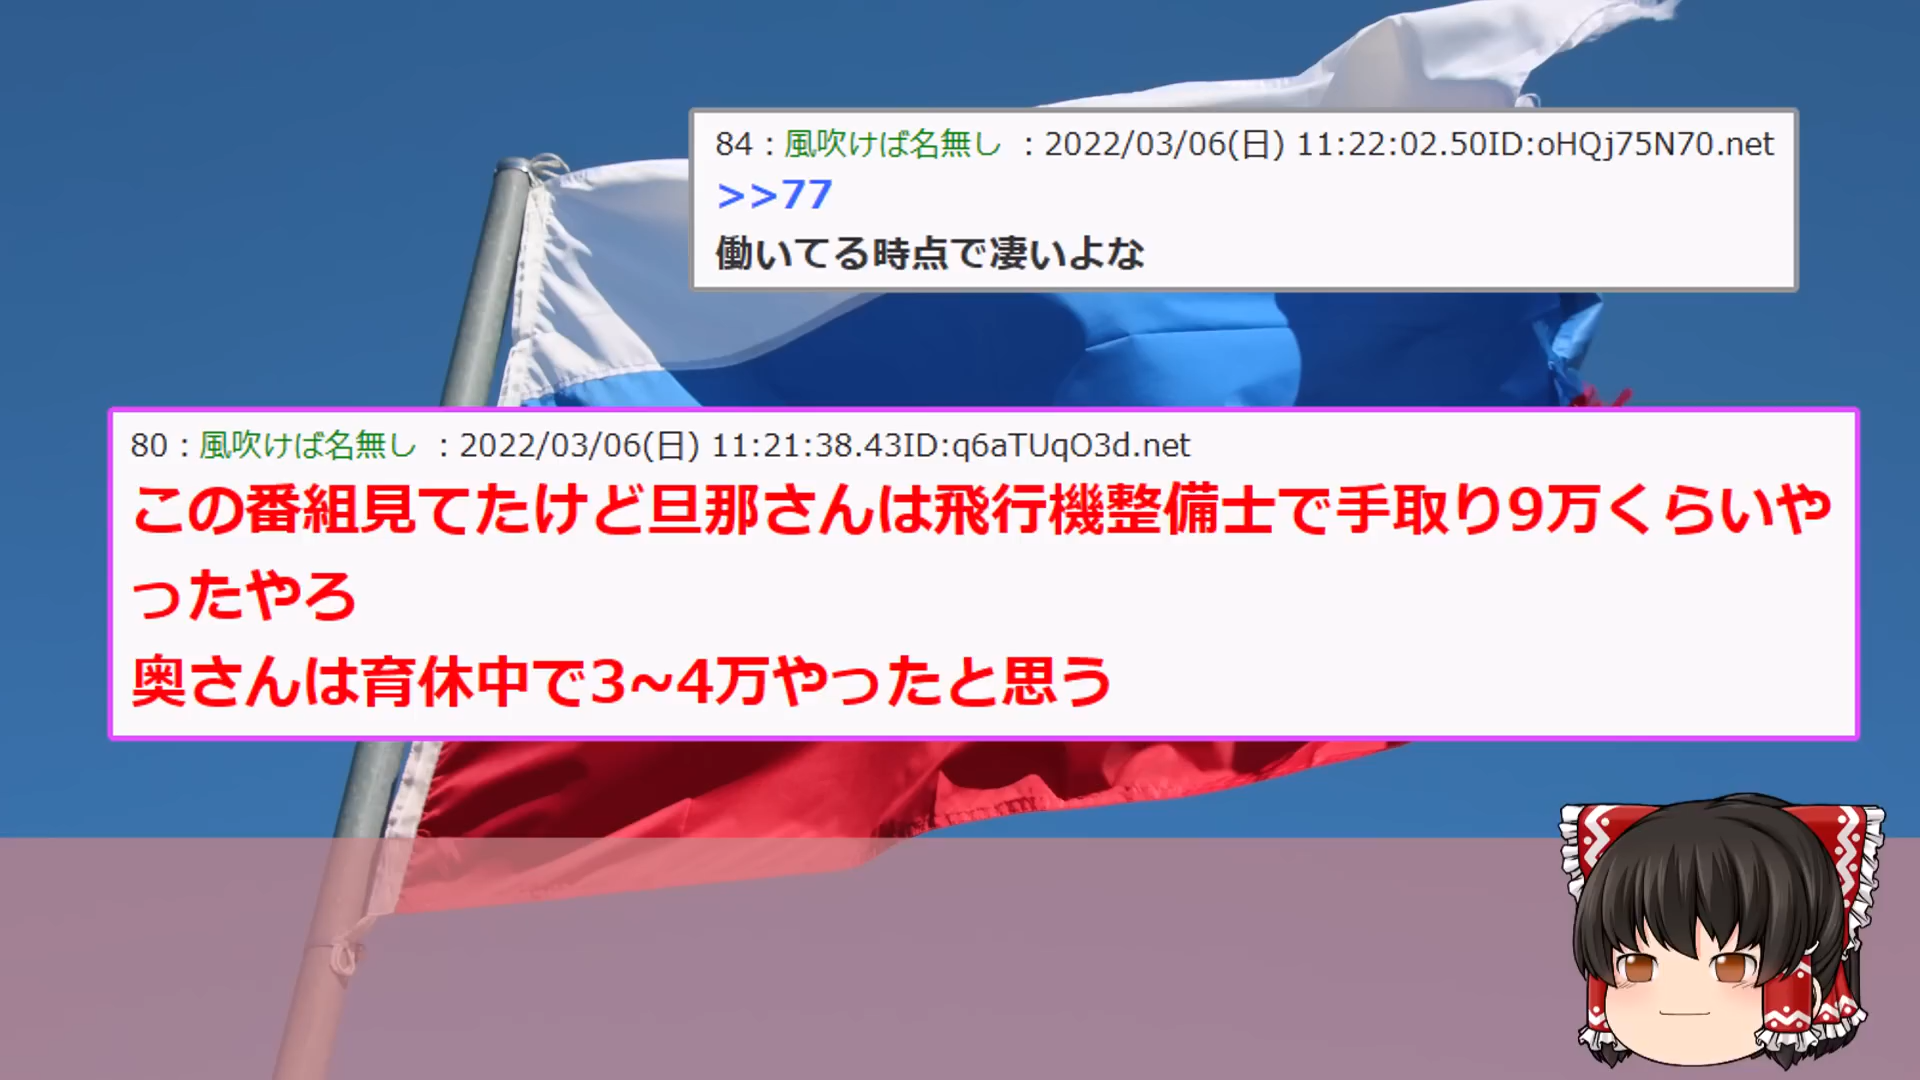 84：風吹けば名無し ：2022/03/06(日) 11:22:02.50ID:oHQj75N70.net
>>77
働いてる時点で凄いよな
80：風吹けば名無し ：2022/03/06(日) 11:21:38.43ID:q6aTUqO3d.net
この番組見てたけど旦那さんは飛行機整備士で手取り9万くらいや
ったやろ
奥さんは育休中で3~4万やったと思う